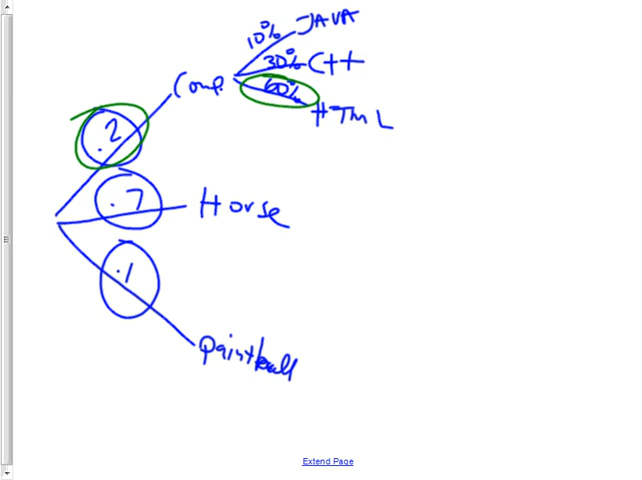 10% JAVA
30% C++
60%
HTML
Comp.
.2
.7
Horse
.1
paintball
Extend Page